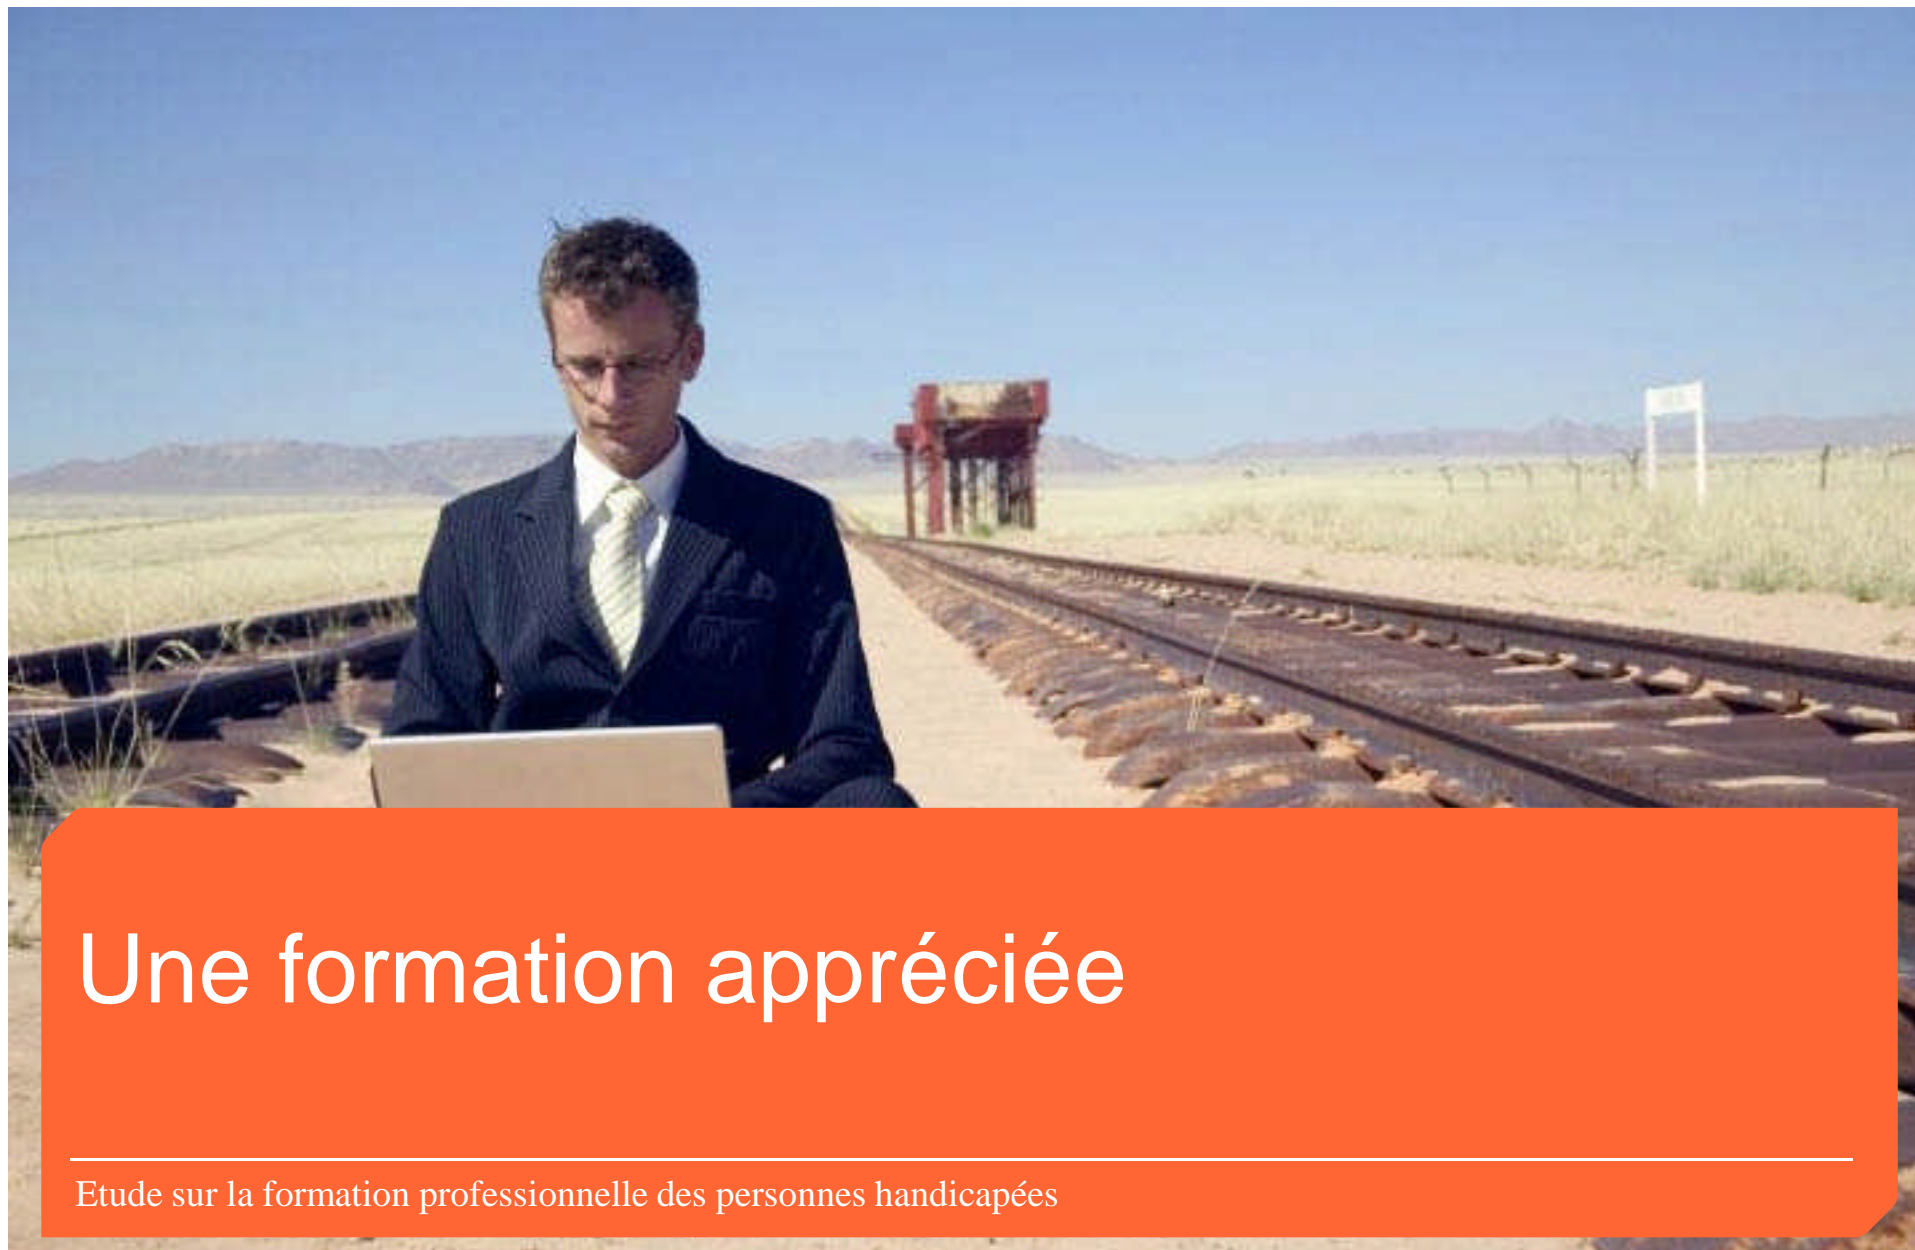 Une formation appréciée
Etude sur la formation professionnelle des personnes handicapées